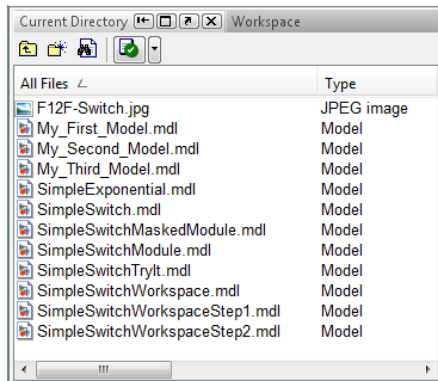 Current Directory Workspace
All Files Type
F12F-Switch.jpg JPEG image
My_First_Model.mdl Model
My_Second_Model.mdl Model
My_Third_Model.mdl Model
SimpleExponential.mdl Model
SimpleSwitch.mdl Model
SimpleSwitchMaskedModule.mdl Model
SimpleSwitchModule.mdl Model
SimpleSwitchTryIt.mdl Model
SimpleSwitchWorkspace.mdl Model
SimpleSwitchWorkspaceStep1.mdl Model
SimpleSwitchWorkspaceStep2.mdl Model